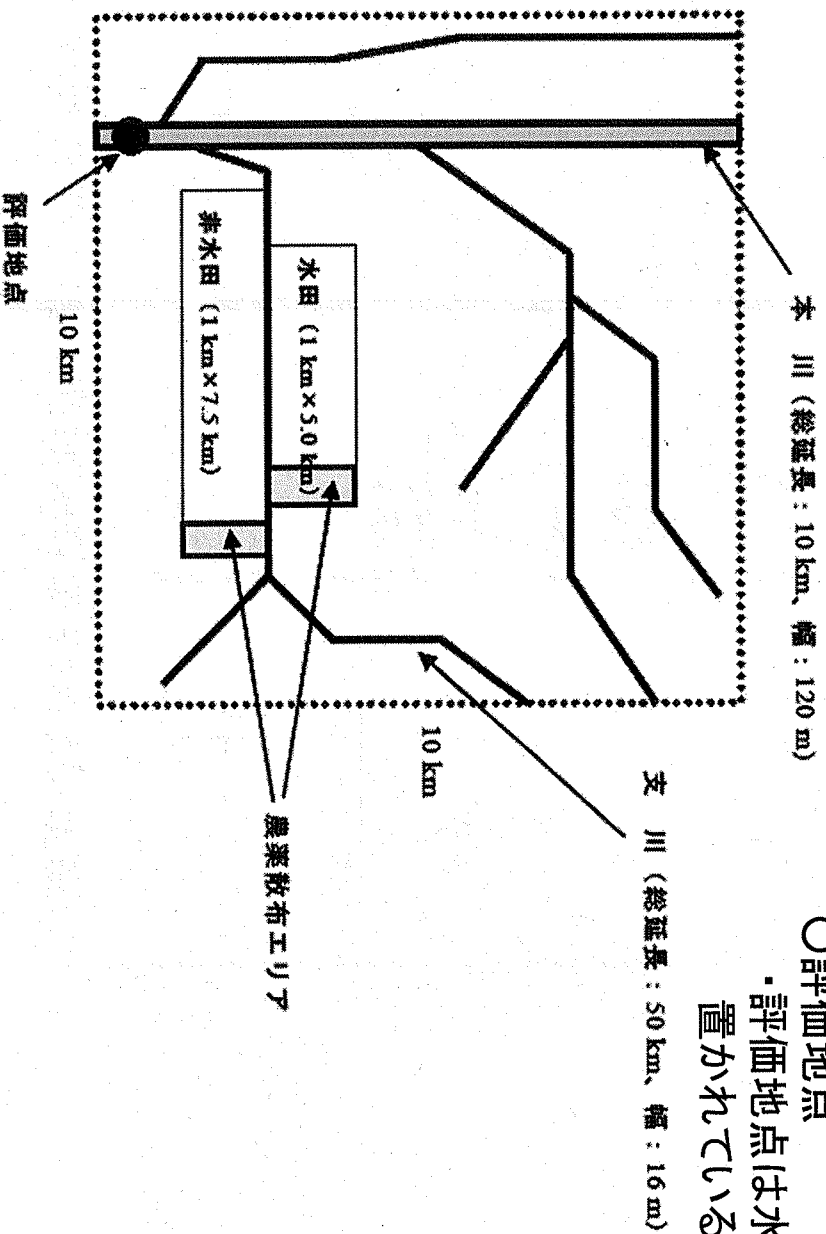 ○評価地点
・評価地点は水
置かれている
本　川（総延長：10 km、幅：120 m）
支　川（総延長：50 km、幅：16 m）
10 km
水田（1 km×5.0 km）
非水田（1 km×7.5 km）
農薬散布エリア
10 km
評価地点